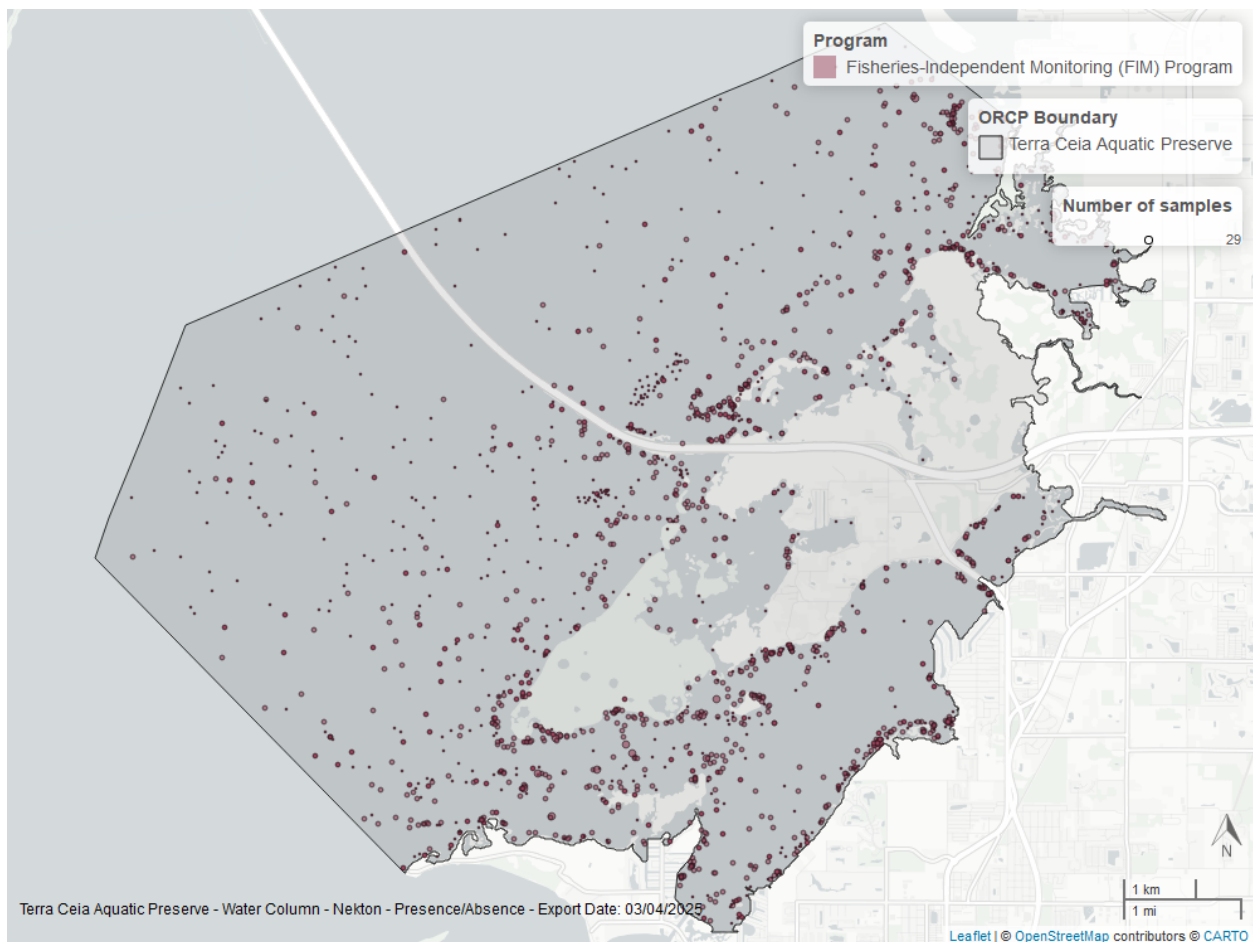 Program
Fisheries-Independent Monitoring (FIM) Program
ORCP Boundary
Terra Ceia Aquatic Preserve
Number of samples
29
N
1 km
1 mi
Terra Ceia Aquatic Preserve - Water Column - Nekton - Presence/Absence - Export Date: 03/04/2025
Leaflet | © OpenStreetMap contributors © CARTO